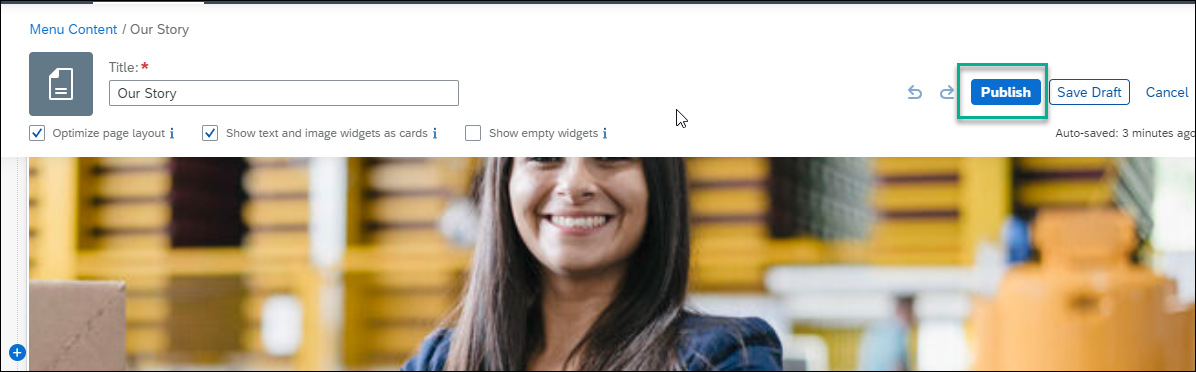 Menu Content / Our Story
Title: *
Our Story
Publish
Save Draft
Cancel
Optimize page layout i
Show text and image widgets as cards i
Show empty widgets i
Auto-saved: 3 minutes ago